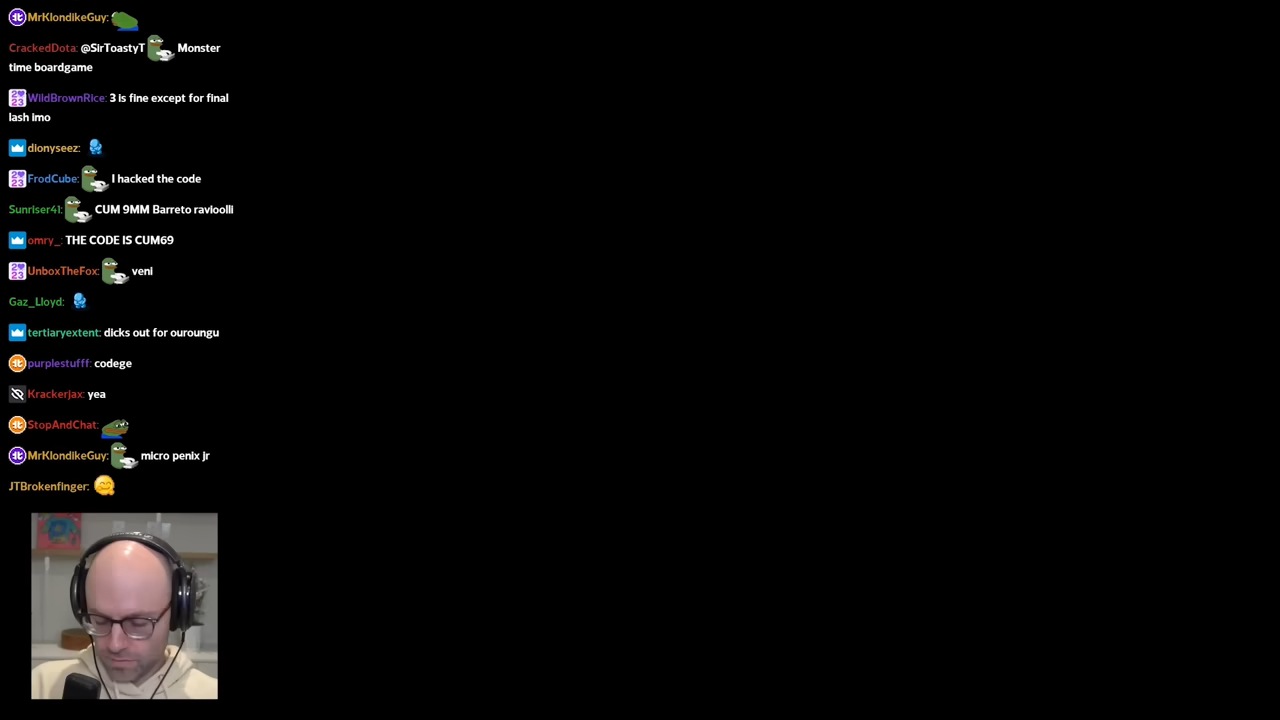 MrKlondikeGuy:
CrackedDota: @SirToastyT Monster
time boardgame
WildBrownRice: 3 is fine except for final
lash imo
dionyseez:
FrodCube: I hacked the code
Sunriser41: CUM 9MM Barreto ravioolli
omry_: THE CODE IS CUM69
UnboxTheFox: veni
Gaz_Lloyd:
tertiaryextent: dicks out for ouroungu
purplestufff: codege
Krackerjax: yea
StopAndChat:
MrKlondikeGuy: micro penix jr
JTBrokenfinger: